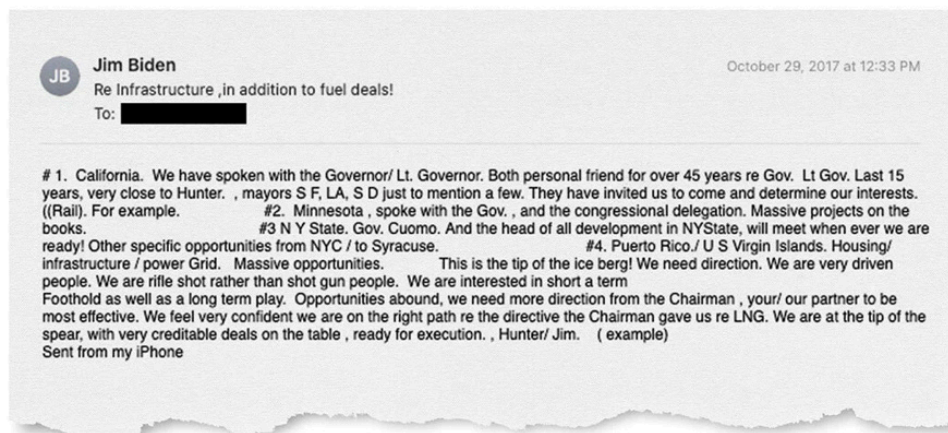 JB
Jim Biden
October 29, 2017 at 12:33 PM
Re Infrastructure ,in addition to fuel deals!
To:
# 1. California. We have spoken with the Governor/ Lt. Governor. Both personal friend for over 45 years re Gov. Lt Gov. Last 15
years, very close to Hunter. , mayors S F, LA, S D just to mention a few. They have invited us to come and determine our interests.
((Rail). For example. #2. Minnesota , spoke with the Gov. , and the congressional delegation. Massive projects on the
books. #3 N Y State. Gov. Cuomo. And the head of all development in NYState, will meet when ever we are
ready! Other specific opportunities from NYC / to Syracuse. #4. Puerto Rico./ U S Virgin Islands. Housing/
infrastructure / power Grid. Massive opportunities. This is the tip of the ice berg! We need direction. We are very driven
people. We are rifle shot rather than shot gun people. We are interested in short a term
Foothold as well as a long term play. Opportunities abound, we need more direction from the Chairman , your/ our partner to be
most effective. We feel very confident we are on the right path re the directive the Chairman gave us re LNG. We are at the tip of the
spear, with very creditable deals on the table , ready for execution. , Hunter/ Jim. ( example)
Sent from my iPhone